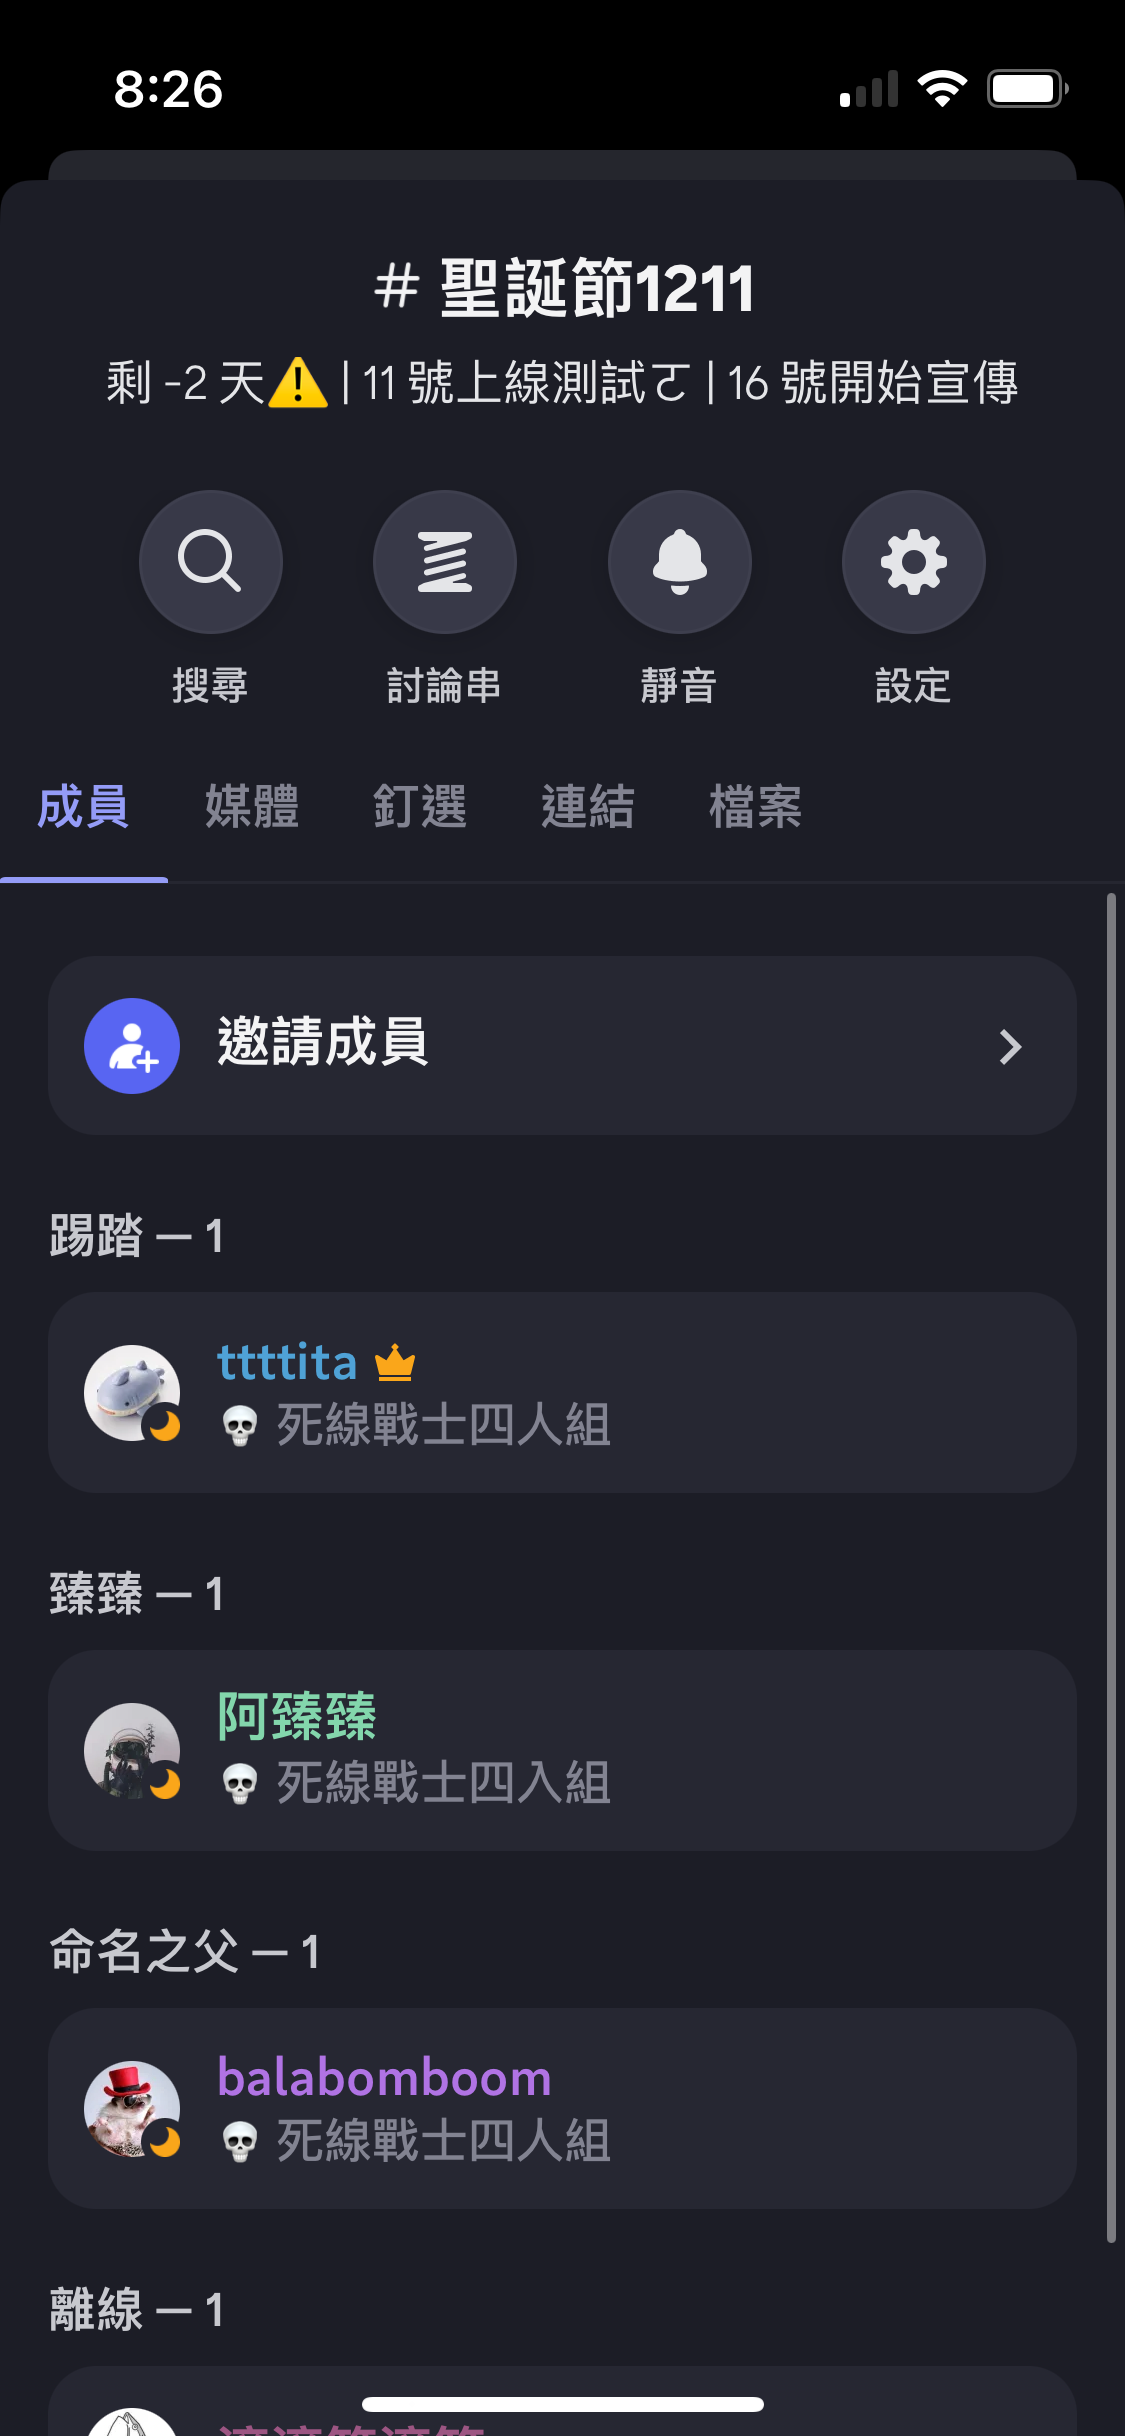 8:26
# 聖誕節1211
剩 -2 天⚠️ | 11 號上線測試ㄛ | 16 號開始宣傳
搜尋
討論串
靜音
設定
成員
媒體
釘選
連結
檔案
邀請成員
踢踏 — 1
ttttita
💀 死線戰士四人組
臻臻 — 1
阿臻臻
💀 死線戰士四入組
命名之父 — 1
balabomboom
💀 死線戰士四人組
離線 — 1